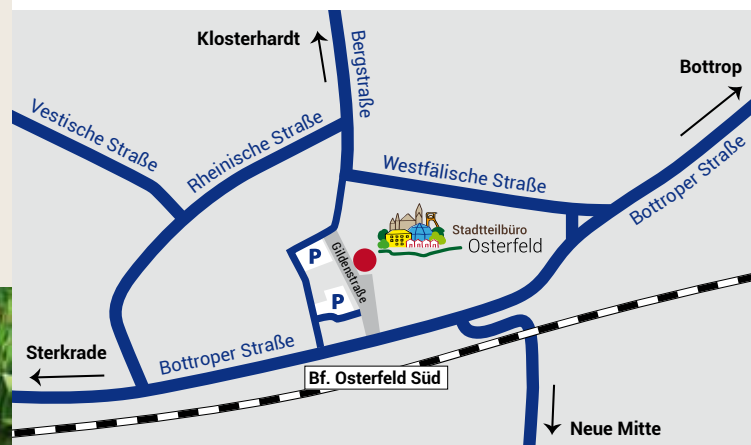 Klosterhardt
Bergstraße
Bottrop
Vestische Straße
Rheinische Straße
Westfälische Straße
Bottroper Straße
Stadtteilbüro
Osterfeld
P
Gildenstraße
P
Bottroper Straße
Sterkrade
Bf. Osterfeld Süd
Neue Mitte